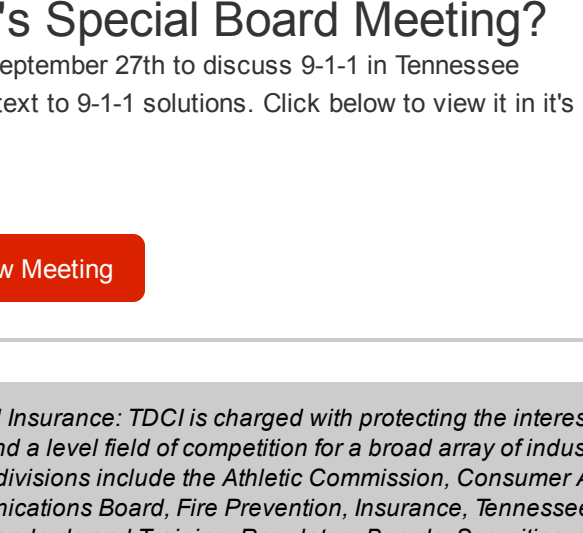 's Special Board Meeting?
eptember 27th to discuss 9-1-1 in Tennessee
text to 9-1-1 solutions. Click below to view it in it's
w Meeting
Insurance: TDCI is charged with protecting the interes
nd a level field of competition for a broad array of indus
divisions include the Athletic Commission, Consumer A
nications Board, Fire Prevention, Insurance, Tennessee